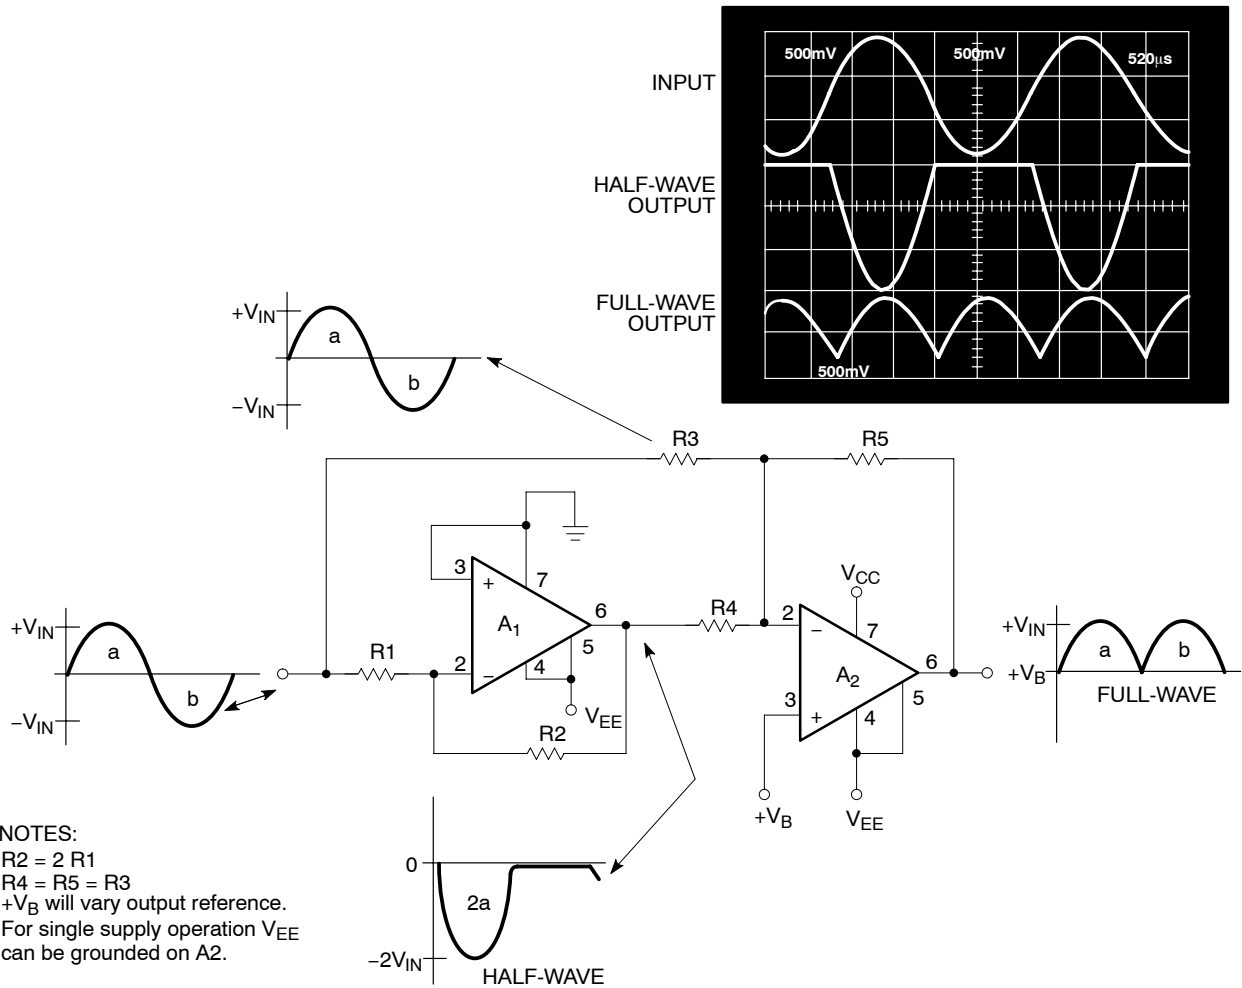 500mV 500mV 520μs
INPUT
HALF-WAVE
OUTPUT
FULL-WAVE
OUTPUT
500mV
+VIN
a
b
−VIN
R3 R5
3 + 7
A1
6
2 − 4 5
VEE
R1
R2
R4
VCC
2 − 7
A2
6
3 + 4 5
+VB VEE
+VIN
a
b
−VIN
+VIN
a b
+VB
FULL-WAVE
0
2a
−2VIN
HALF-WAVE
NOTES:
R2 = 2 R1
R4 = R5 = R3
+VB will vary output reference.
For single supply operation VEE
can be grounded on A2.